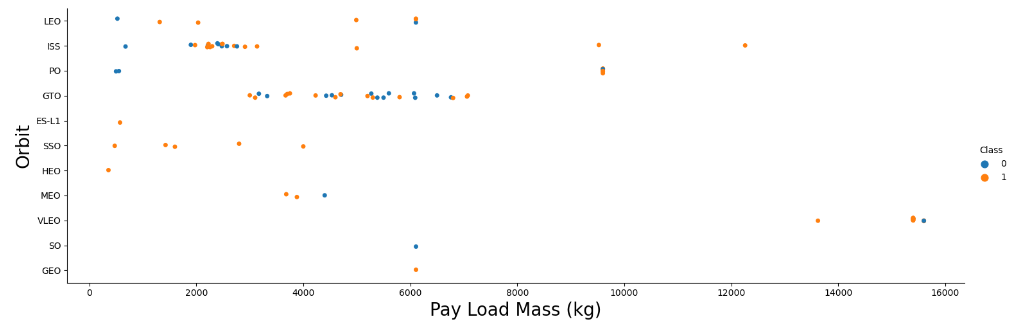 LEO
ISS
PO
GTO
ES-L1
SSO
HEO
MEO
VLEO
SO
GEO
Orbit
0 2000 4000 6000 8000 10000 12000 14000 16000
Pay Load Mass (kg)
Class
0
1